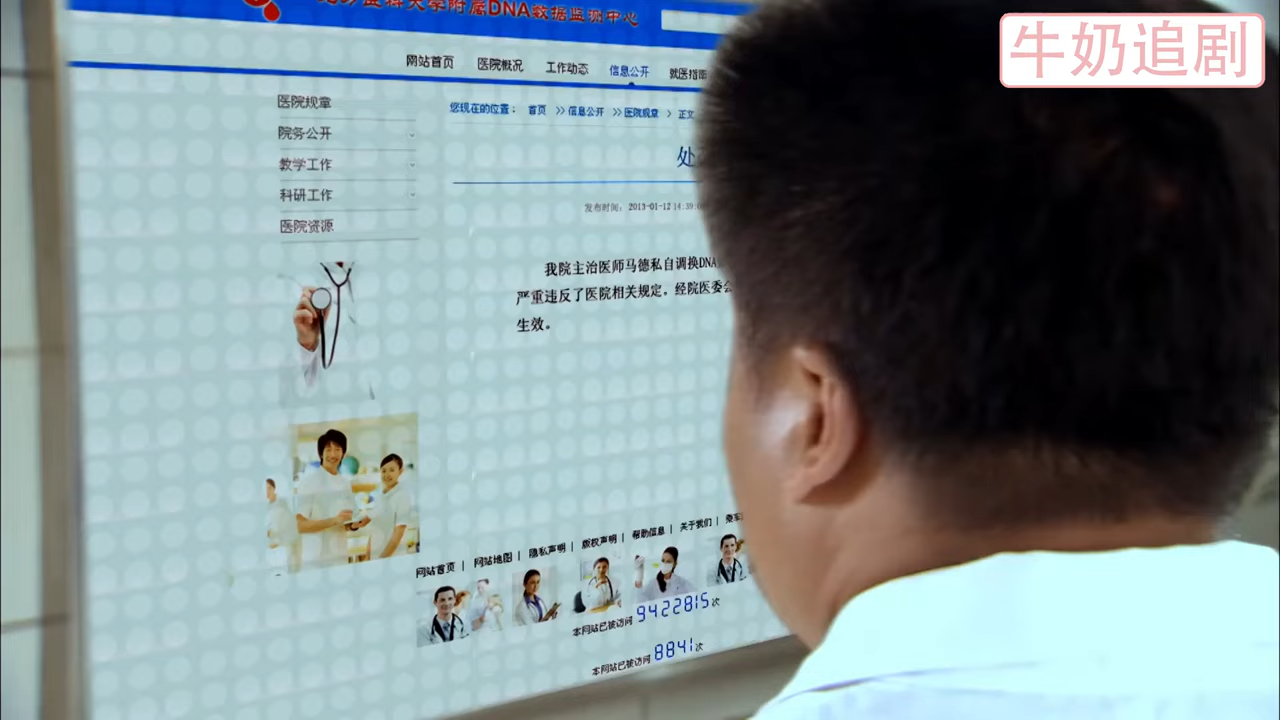 牛奶追剧
医科大学附属DNA数据监测中心
网站首页 医院概况 工作动态 信息公开 就医指南
医院规章
院务公开
教学工作
科研工作
医院资源
您现在的位置: 首页 >> 信息公开 >> 医院规章 > 正文
处
发布时间: 2013-01-12 14:39:0
我院主治医师马德私自调换DNA
严重违反了医院相关规定。经院医委会
生效。
网站首页 | 网站地图 | 隐私声明 | 版权声明 | 帮助信息 | 关于我们 |
本网站已被访问 9422815次
本网站已被访问 8841次